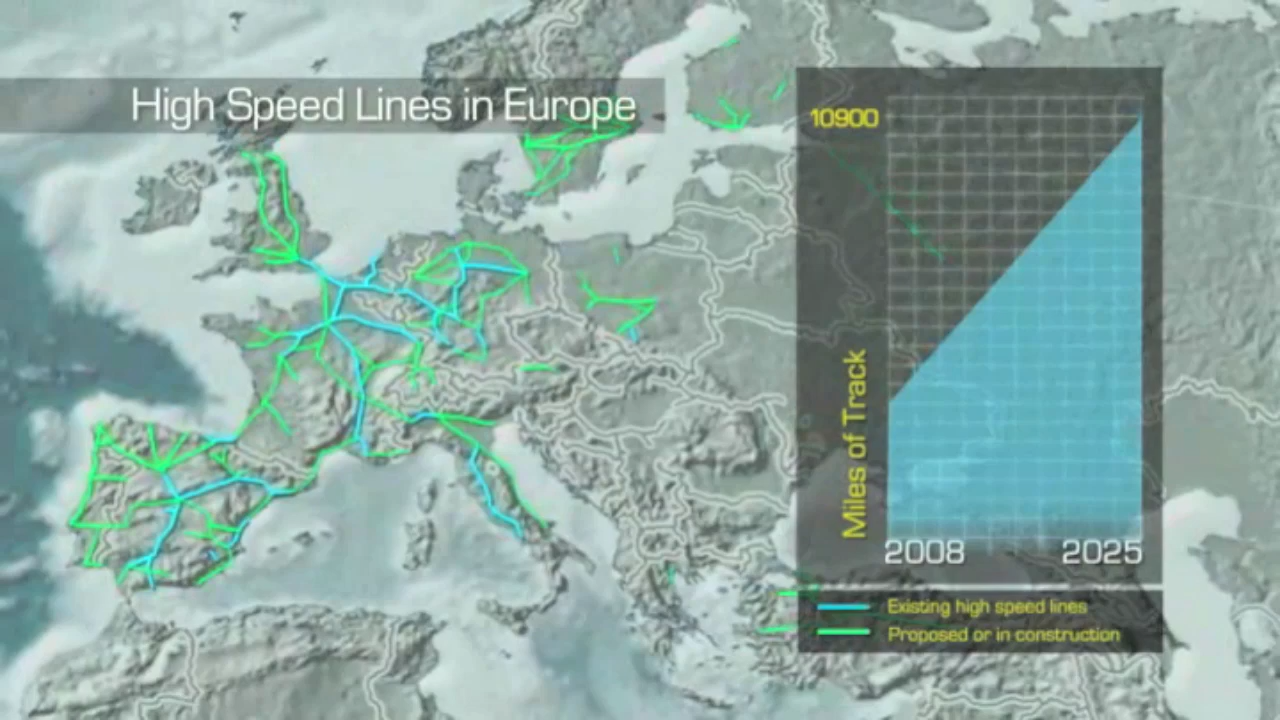 High Speed Lines in Europe
10900
Miles of Track
2008 2025
Existing high speed lines
Proposed or in construction